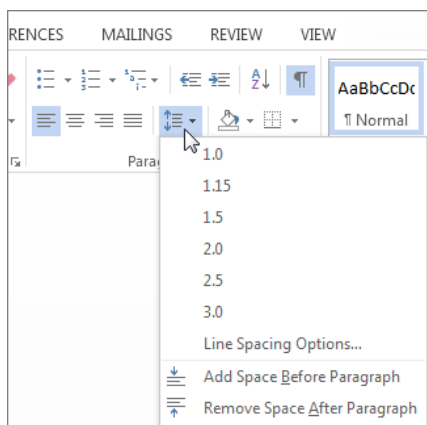 RENCES MAILINGS REVIEW VIEW
AaBbCcDc
¶ Normal
Para
1.0
1.15
1.5
2.0
2.5
3.0
Line Spacing Options...
Add Space Before Paragraph
Remove Space After Paragraph